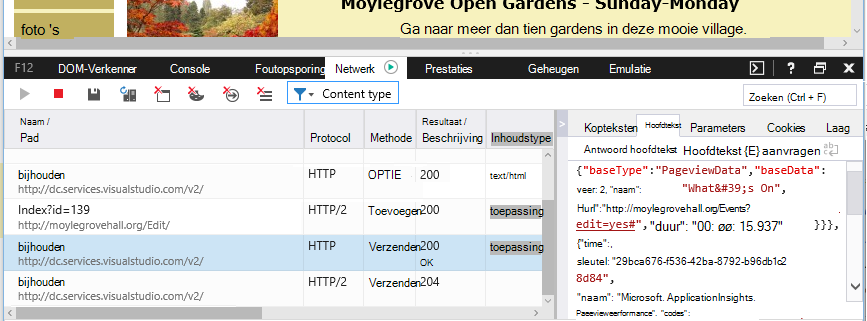 Moylegrove Open Gardens - Sunday-Monday
foto 's
Ga naar meer dan tien gardens in deze mooie village.
F12 DOM-Verkenner Console Foutopsporing Netwerk Prestaties Geheugen Emulatie
Content type
Zoeken (Ctrl + F)
Naam /
Pad
Protocol
Methode
Resultaat /
Beschrijving
Inhoudstype
bijhouden
http://dc.services.visualstudio.com/v2/
HTTP OPTIE 200 text/html
Index?id=139
http://moylegrovehall.org/Edit/
HTTP/2 Toevoegen 200 toepassing
bijhouden
http://dc.services.visualstudio.com/v2/
HTTP Verzenden 200
OK
toepassing
bijhouden
http://dc.services.visualstudio.com/v2/
HTTP/2 Verzenden 204
Kopteksten Hoofdtekst Parameters Cookies Laag
Antwoord hoofdtekst Hoofdtekst {E} aanvragen
{"baseType":"PageviewData","baseData":
veer: 2, "naam": "What&#39;s On",
Hurl":"http://moylegrovehall.org/Events?
edit=yes#","duur": "00: øø: 15.937" }}},
{"time":,
sleutel: "29bca676-f536-42ba-8792-b96db1c2
8d84",
"naam": "Microsoft. ApplicationInsights.
Pageviewperformance", "codes":